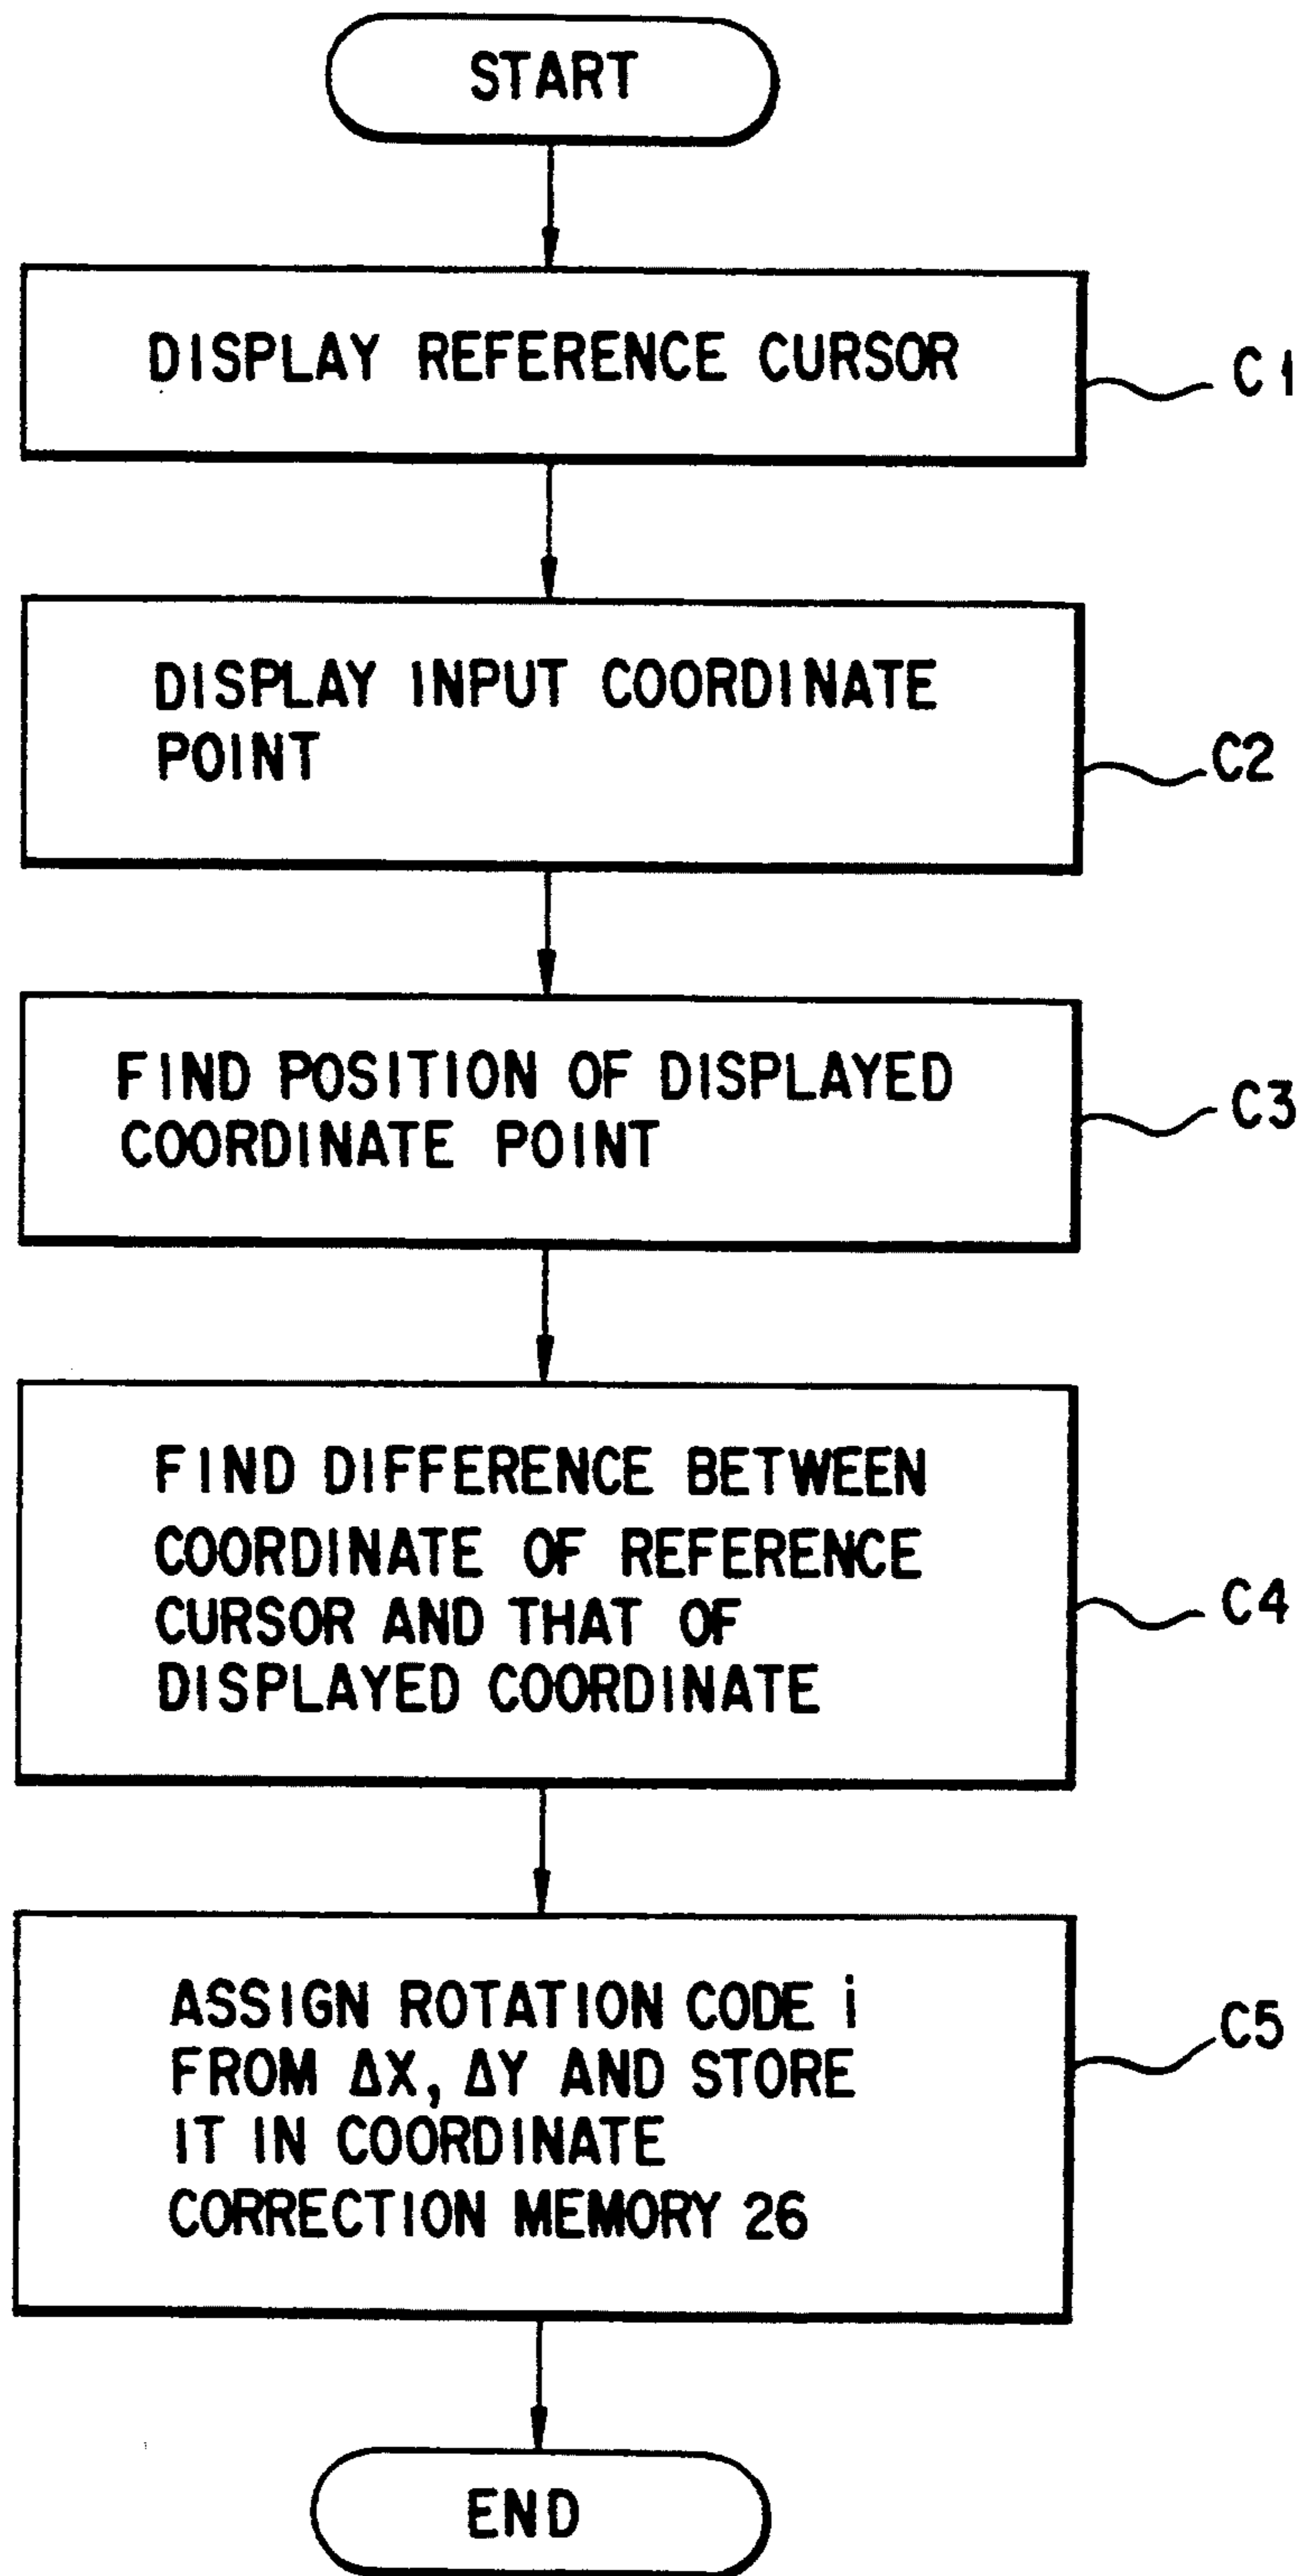 START
DISPLAY REFERENCE CURSOR
C1
DISPLAY INPUT COORDINATE
POINT
C2
FIND POSITION OF DISPLAYED
COORDINATE POINT
C3
FIND DIFFERENCE BETWEEN
COORDINATE OF REFERENCE
CURSOR AND THAT OF
DISPLAYED COORDINATE
C4
ASSIGN ROTATION CODE i
FROM ΔX, ΔY AND STORE
IT IN COORDINATE
CORRECTION MEMORY 26
C5
END